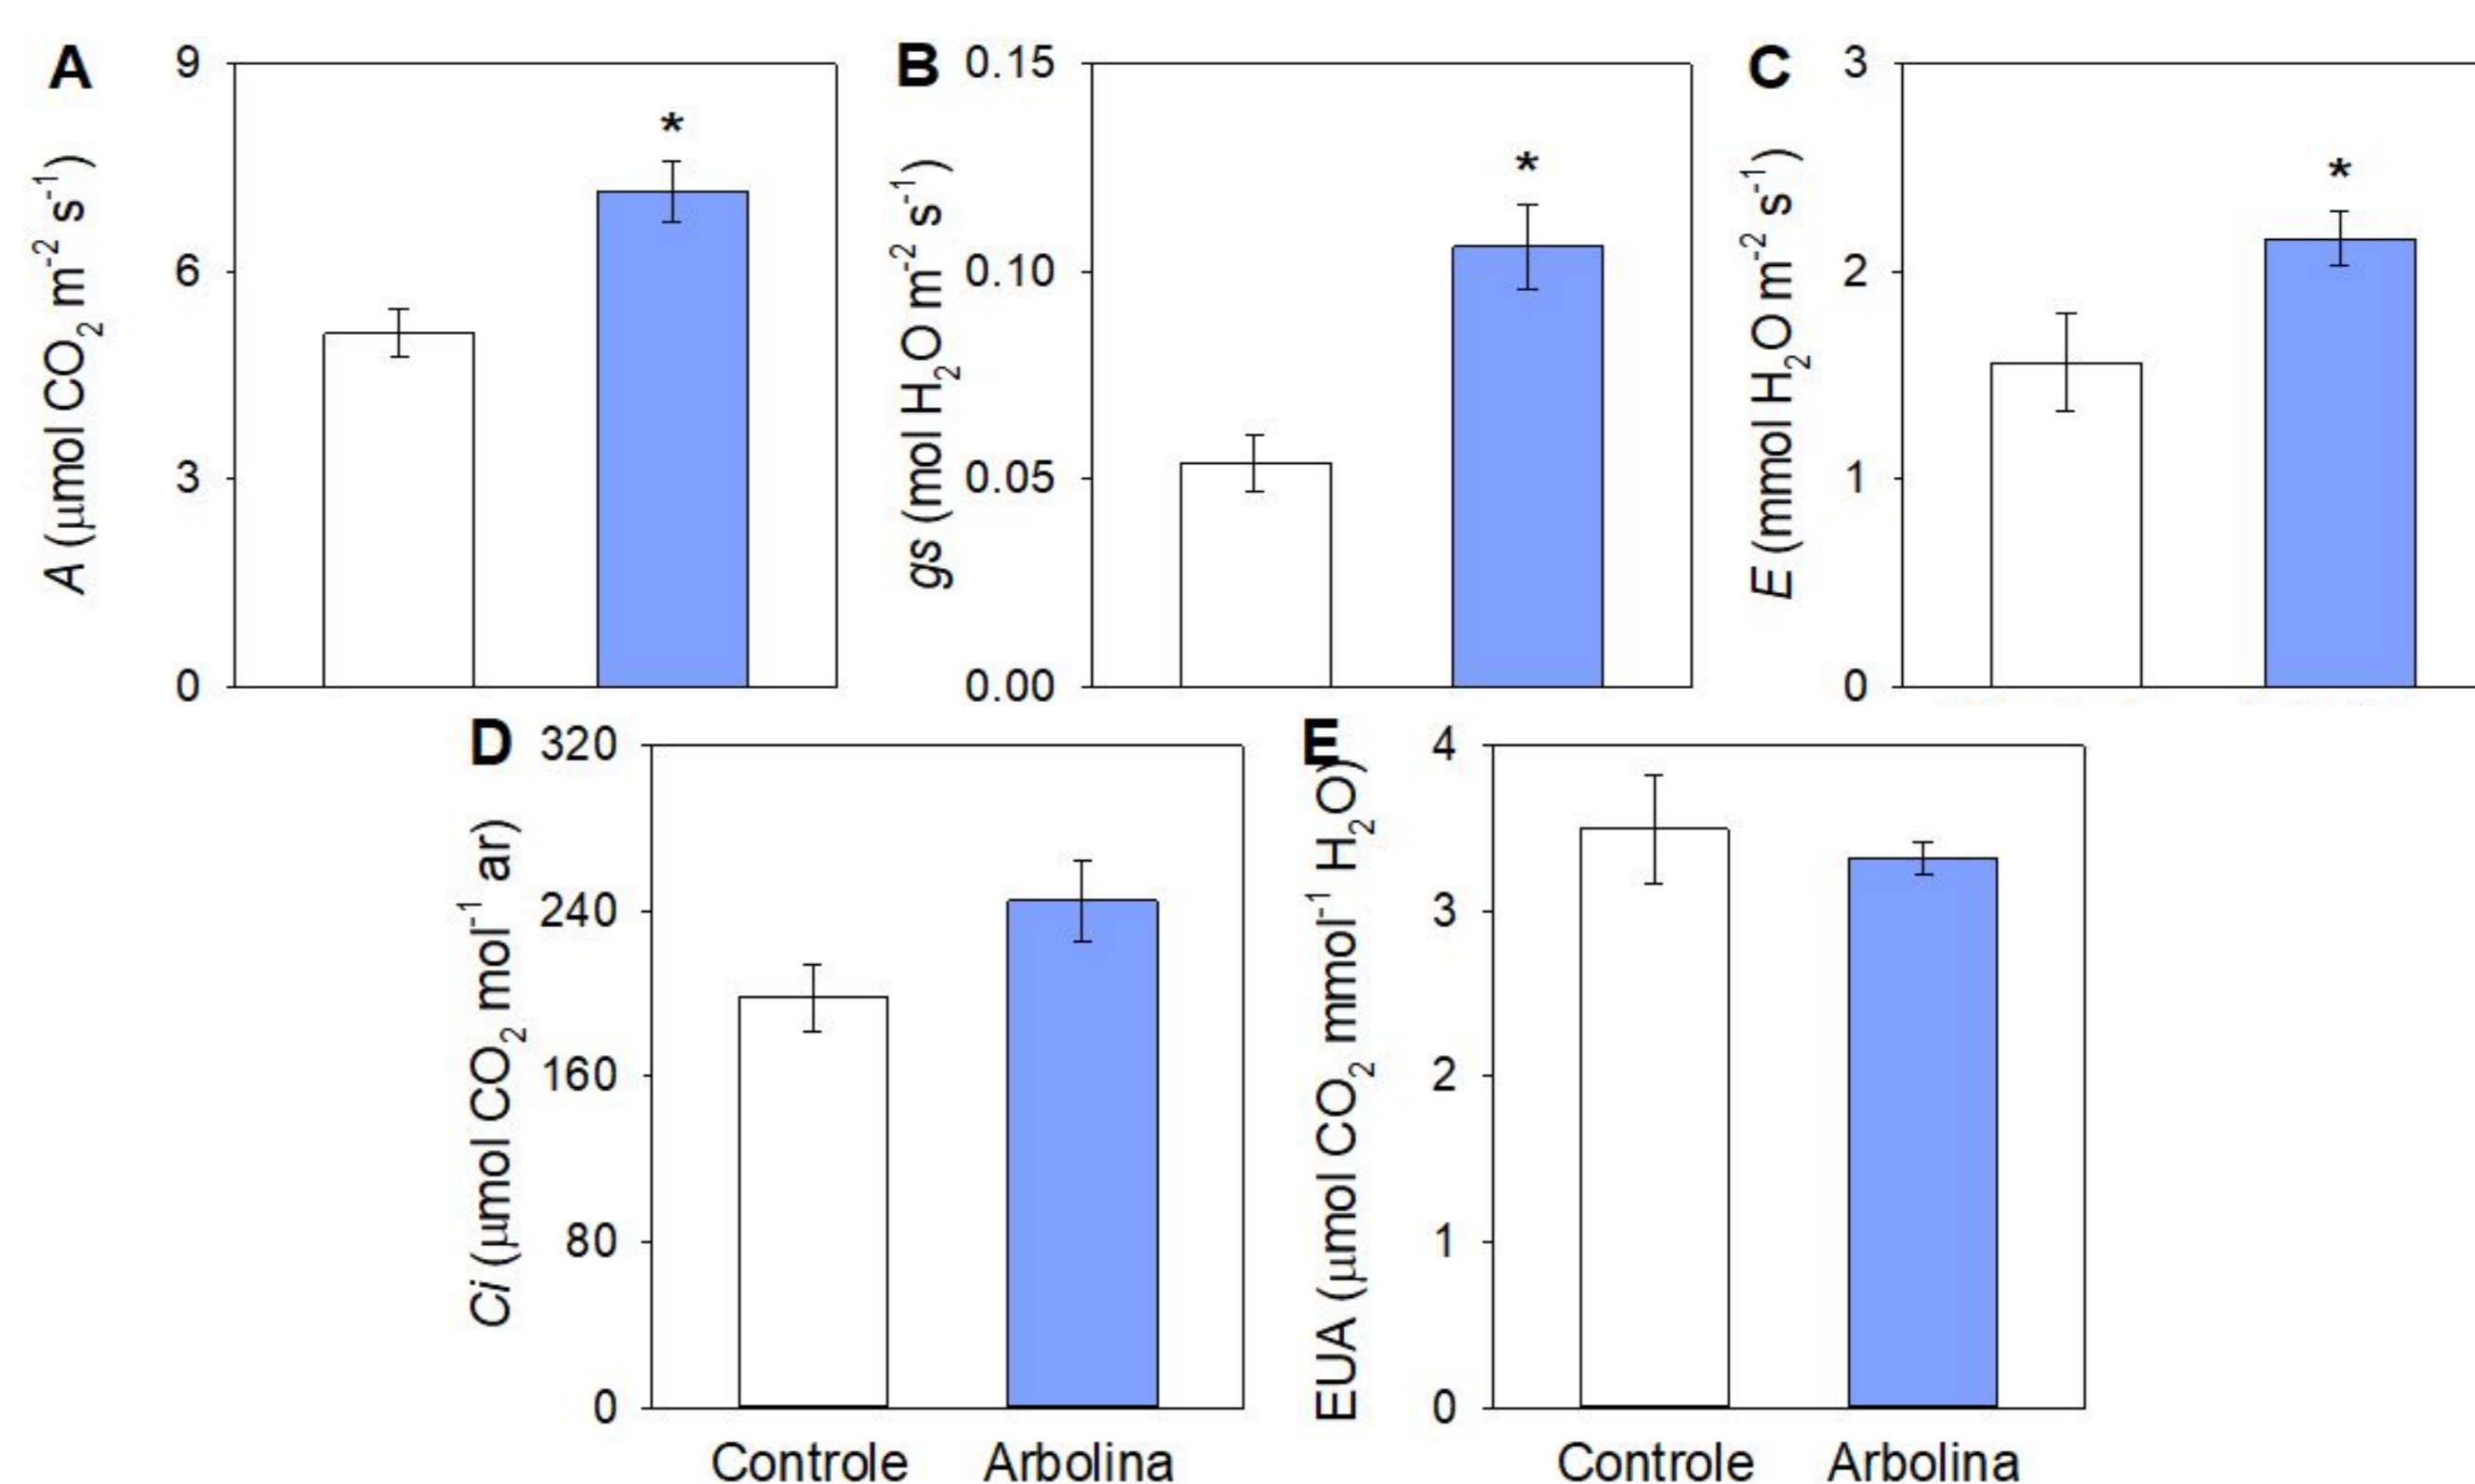 A
9
6
3
0
A (μmol CO₂ m⁻² s⁻¹)
*
B
0.15
0.10
0.05
0.00
gs (mol H₂O m⁻² s⁻¹)
*
C
3
2
1
0
E (mmol H₂O m⁻² s⁻¹)
*
D
320
240
160
80
0
Ci (μmol CO₂ mol⁻¹ ar)
Controle Arbolina
E
4
3
2
1
0
EUA (μmol CO₂ mmol⁻¹ H₂O)
Controle Arbolina